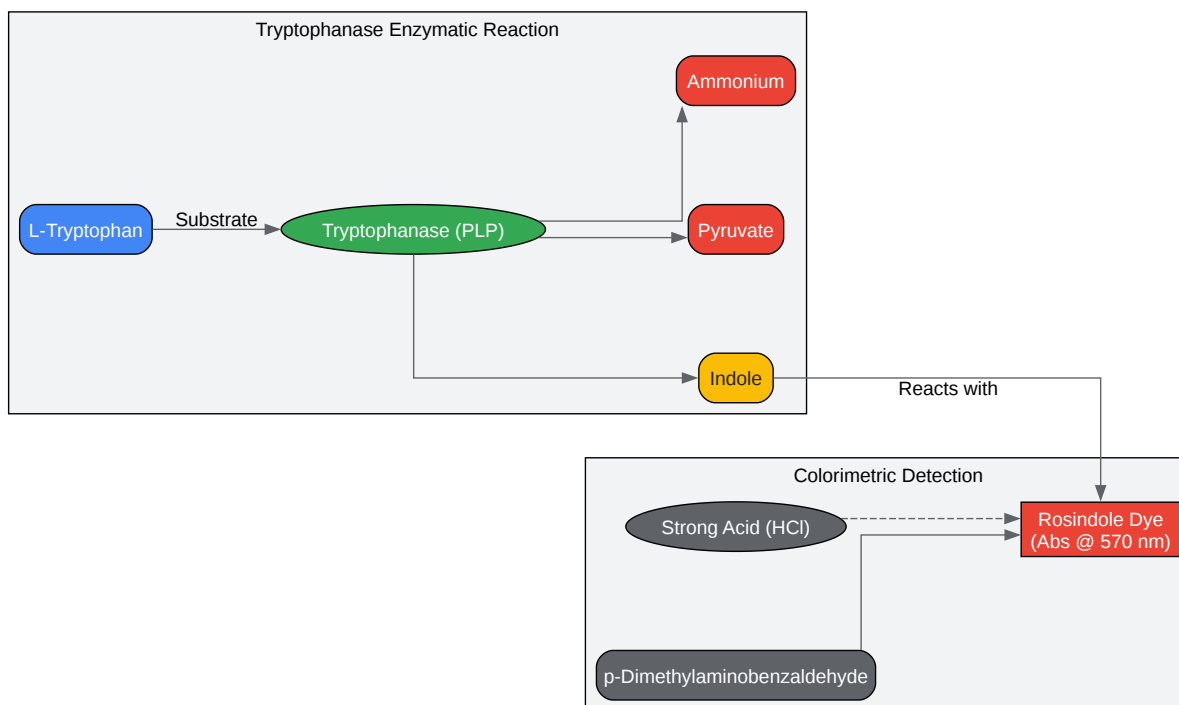 Tryptophanase Enzymatic Reaction
Ammonium
L-Tryptophan
Substrate
Tryptophanase (PLP)
Pyruvate
Indole
Reacts with
Colorimetric Detection
Strong Acid (HCl)
Rosindole Dye
(Abs @ 570 nm)
p-Dimethylaminobenzaldehyde